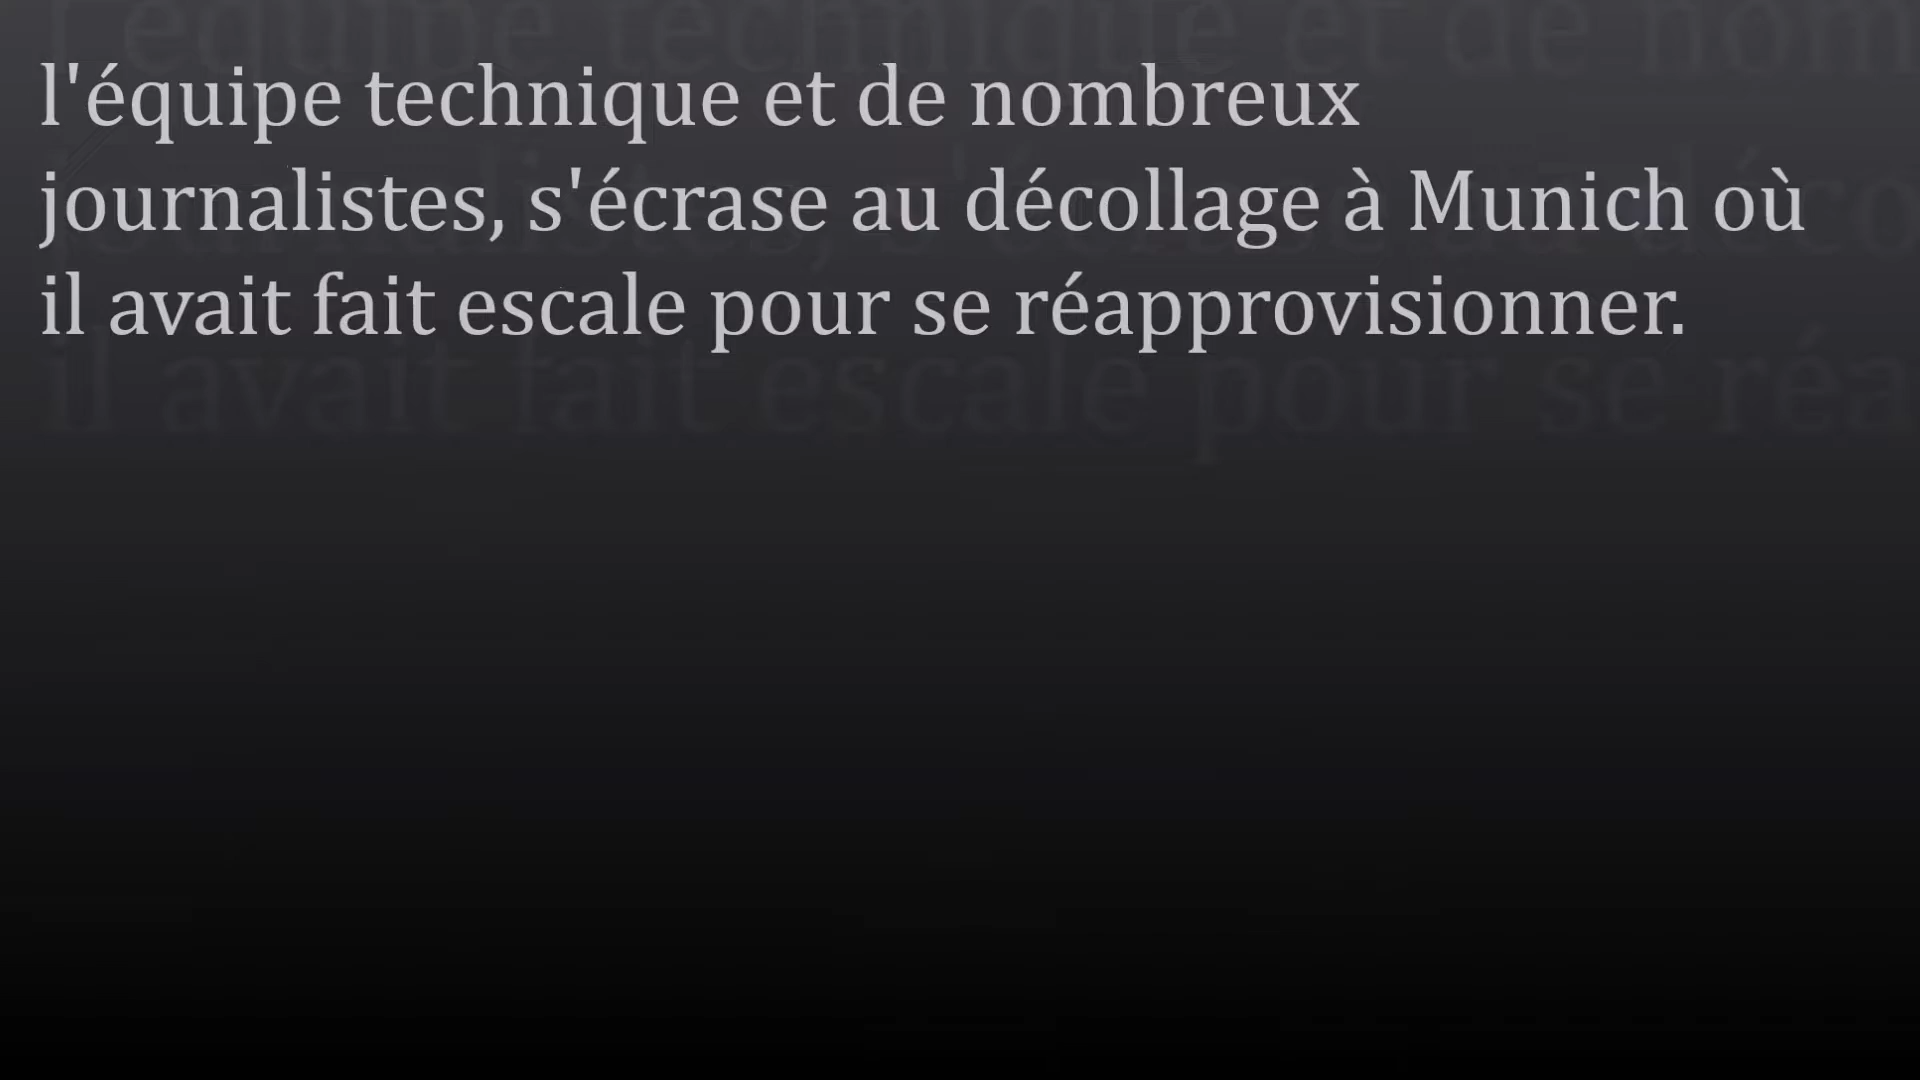 l'équipe technique et de nombreux
journalistes, s'écrase au décollage à Munich où
il avait fait escale pour se réapprovisionner.